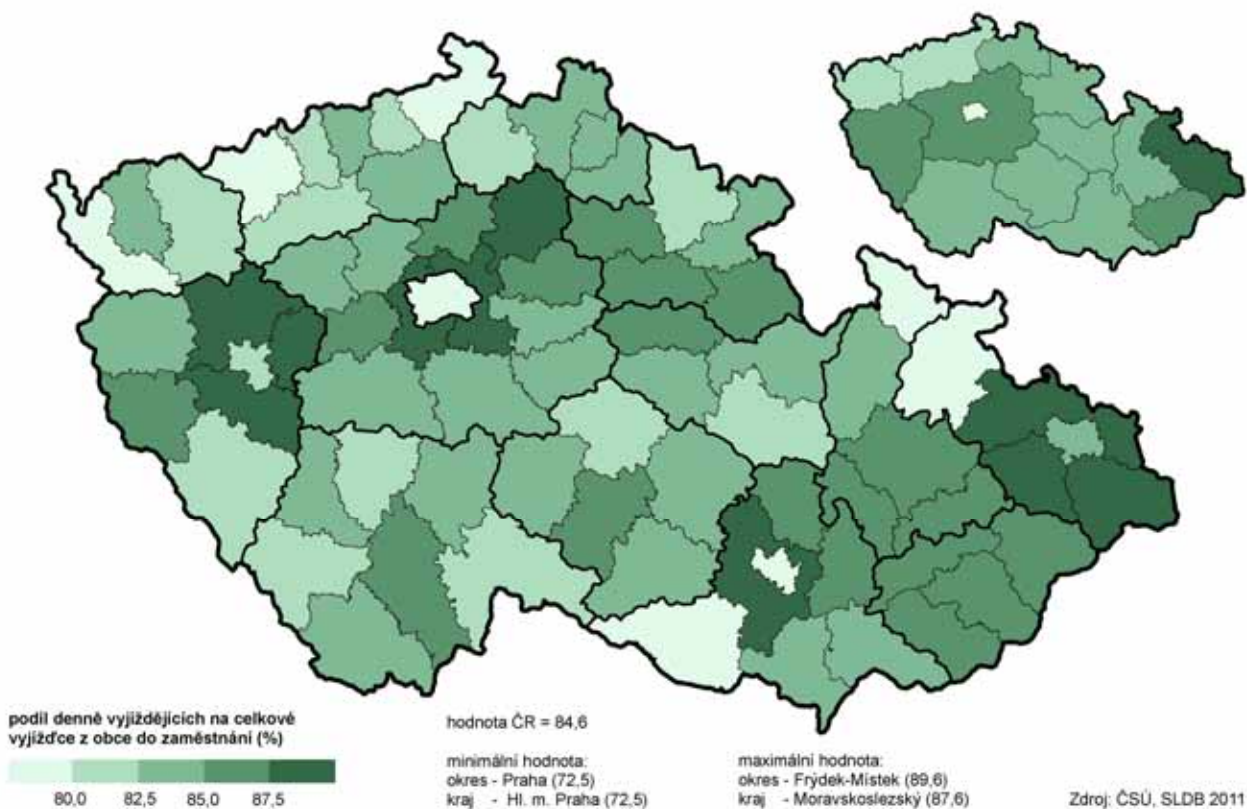 podíl denně vyjíždějících na celkové
vyjížďce z obce do zaměstnání (%)
80,0 82,5 85,0 87,5
hodnota ČR = 84,6
minimální hodnota:
okres - Praha (72,5)
kraj - Hl. m. Praha (72,5)
maximální hodnota:
okres - Frýdek-Místek (89,6)
kraj - Moravskoslezský (87,6)
Zdroj: ČSÚ, SLDB 2011